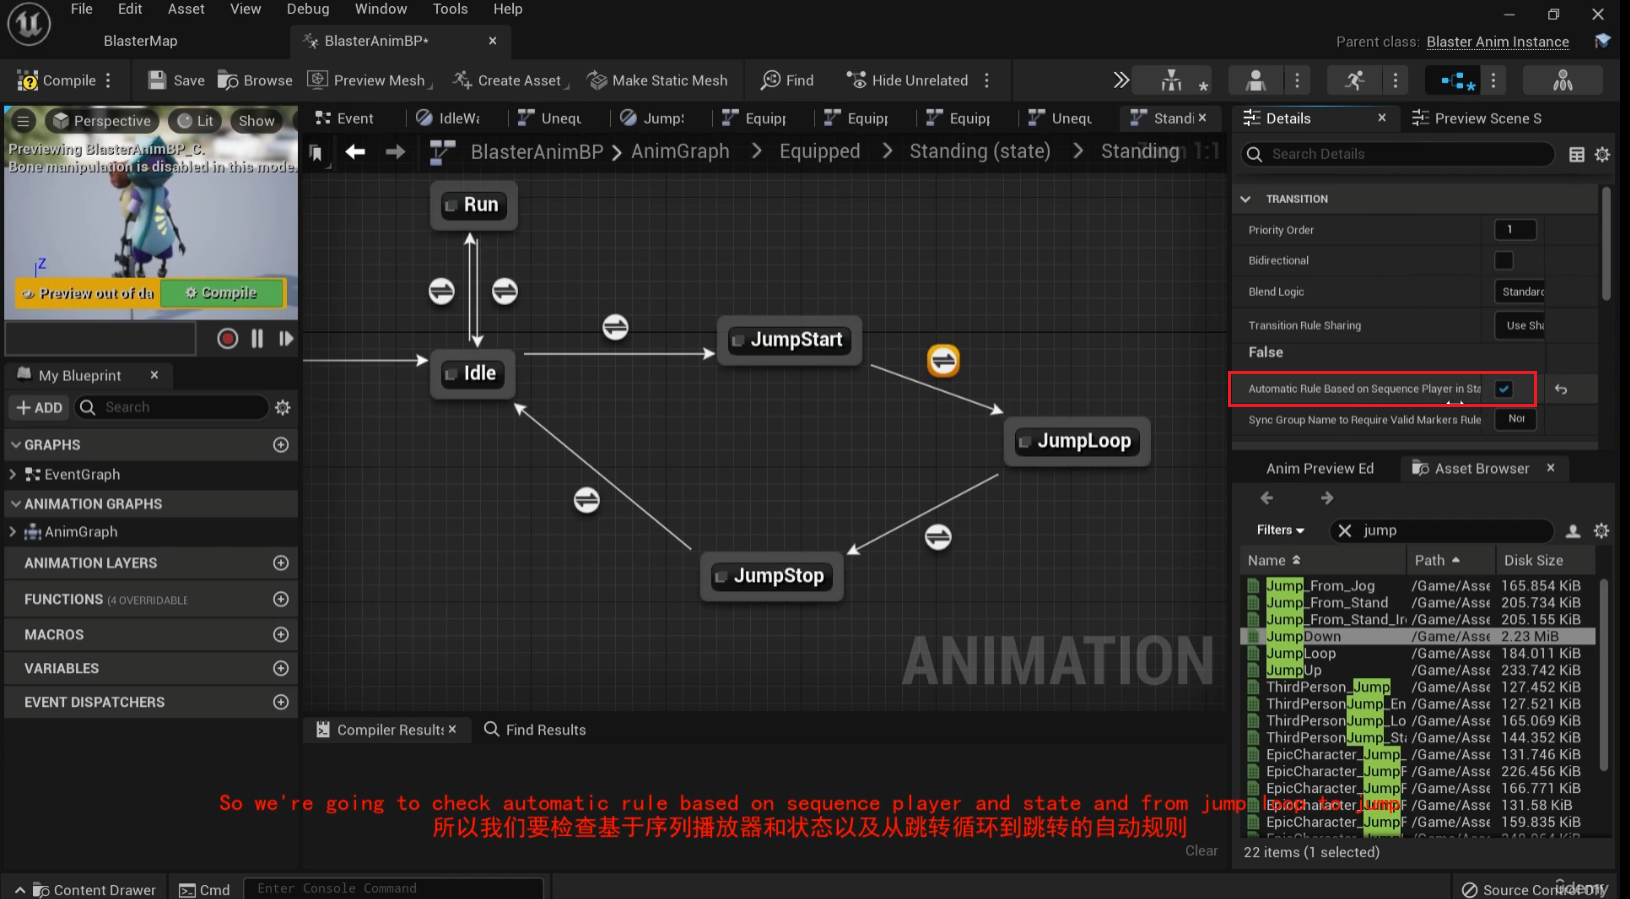 File Edit Asset View Debug Window Tools Help
BlasterMap
BlasterAnimBP*
Parent class: Blaster Anim Instance
Compile
Save
Browse
Preview Mesh
Create Asset
Make Static Mesh
Find
Hide Unrelated
Perspective
Lit
Show
Previewing BlasterAnimBP_C.
Bone manipulation is disabled in this mode.
Z
Preview out of da
Compile
Event
IdleWa
Unequ
JumpS
Equipp
Equipp
Equipp
Unequ
Standi
BlasterAnimBP > AnimGraph > Equipped > Standing (state) > Standing
Zoom 1:1
Run
Idle
JumpStart
JumpLoop
JumpStop
ANIMATION
My Blueprint
ADD
Search
GRAPHS
EventGraph
ANIMATION GRAPHS
AnimGraph
ANIMATION LAYERS
FUNCTIONS (4 OVERRIDABLE
MACROS
VARIABLES
EVENT DISPATCHERS
Compiler Results
Find Results
Clear
Details
Preview Scene S
Search Details
TRANSITION
Priority Order 1
Bidirectional
Blend Logic Standard
Transition Rule Sharing Use Sha
False
Automatic Rule Based on Sequence Player in Sta
Sync Group Name to Require Valid Markers Rule Non
Anim Preview Ed
Asset Browser
Filters
jump
Name Path Disk Size
Jump_From_Jog /Game/Asse 165.854 KiB
Jump_From_Stand /Game/Asse 205.734 KiB
Jump_From_Stand_Ir /Game/Asse 205.155 KiB
JumpDown /Game/Asse 2.23 MiB
JumpLoop /Game/Asse 184.011 KiB
JumpUp /Game/Asse 233.742 KiB
ThirdPerson_Jump /Game/Asse 127.452 KiB
ThirdPersonJump_En /Game/Asse 127.521 KiB
ThirdPersonJump_Lo /Game/Asse 165.069 KiB
ThirdPersonJump_Sta /Game/Asse 144.352 KiB
EpicCharacter_Jump_ /Game/Asse 131.746 KiB
EpicCharacter_JumpF /Game/Asse 226.456 KiB
EpicCharacter_JumpF /Game/Asse 166.771 KiB
EpicCharacter_JumpF /Game/Asse 131.58 KiB
EpicCharacter_JumpF /Game/Asse 159.835 KiB
22 items (1 selected)
So we're going to check automatic rule based on sequence player and state and from jump loop to jump
所以我们要检查基于序列播放器和状态以及从跳转循环到跳转的自动规则
Content Drawer
Cmd
Enter Console Command
Source Control Off
ûdemy